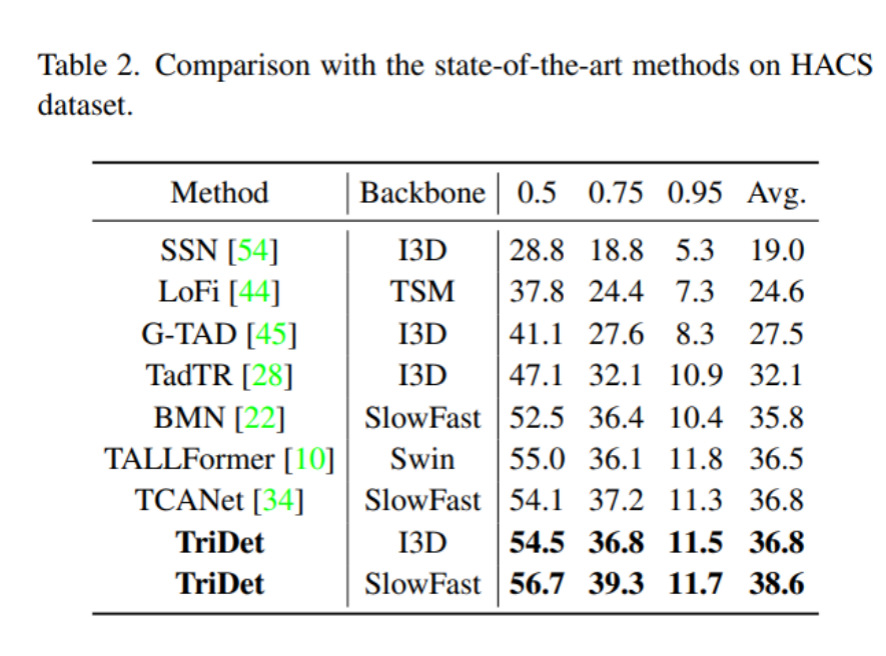 Table 2. Comparison with the state-of-the-art methods on HACS
dataset.
Method Backbone 0.5 0.75 0.95 Avg.
SSN [54] I3D 28.8 18.8 5.3 19.0
LoFi [44] TSM 37.8 24.4 7.3 24.6
G-TAD [45] I3D 41.1 27.6 8.3 27.5
TadTR [28] I3D 47.1 32.1 10.9 32.1
BMN [22] SlowFast 52.5 36.4 10.4 35.8
TALLFormer [10] Swin 55.0 36.1 11.8 36.5
TCANet [34] SlowFast 54.1 37.2 11.3 36.8
TriDet I3D 54.5 36.8 11.5 36.8
TriDet SlowFast 56.7 39.3 11.7 38.6